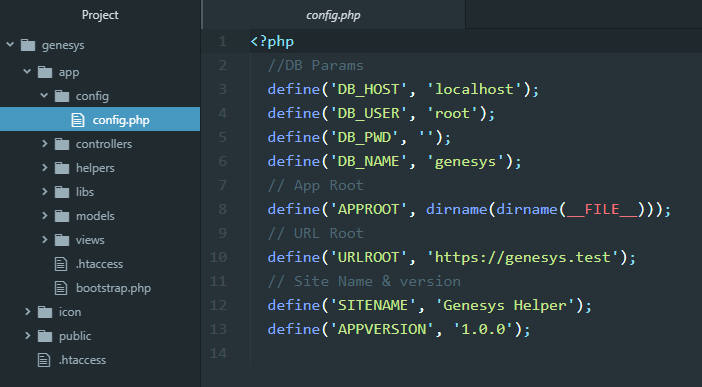 Project
genesys
app
config
config.php
controllers
helpers
libs
models
views
.htaccess
bootstrap.php
icon
public
.htaccess
config.php
1 <?php
2 //DB Params
3 define('DB_HOST', 'localhost');
4 define('DB_USER', 'root');
5 define('DB_PWD', '');
6 define('DB_NAME', 'genesys');
7 // App Root
8 define('APPROOT', dirname(dirname(__FILE__)));
9 // URL Root
10 define('URLROOT', 'https://genesys.test');
11 // Site Name & version
12 define('SITENAME', 'Genesys Helper');
13 define('APPVERSION', '1.0.0');
14